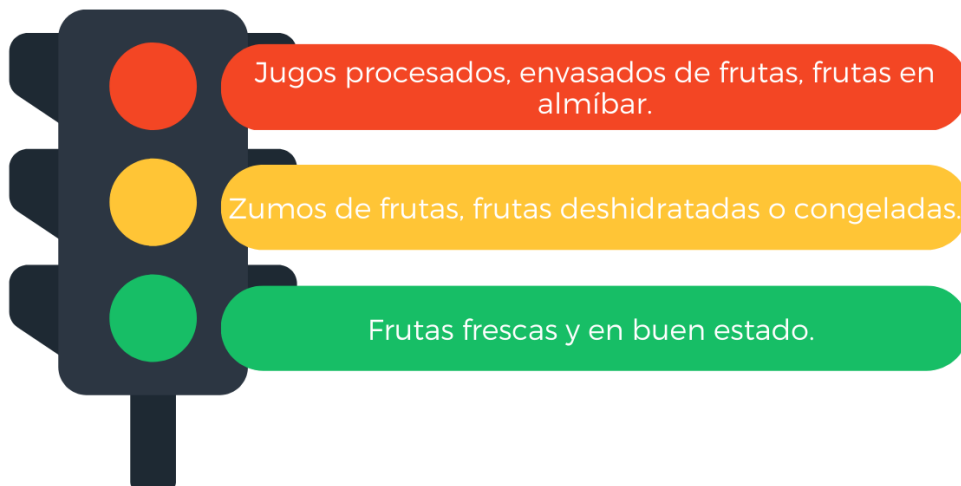 Jugos procesados, envasados de frutas, frutas en
almíbar.
Zumos de frutas, frutas deshidratadas o congeladas.
Frutas frescas y en buen estado.